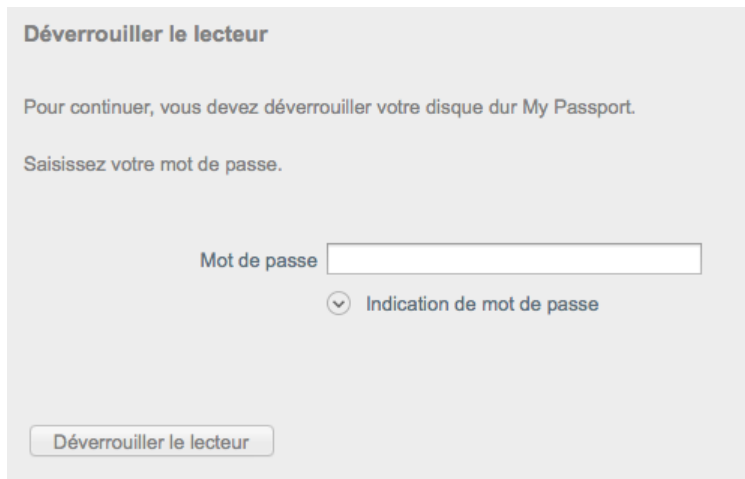 Déverrouiller le lecteur
Pour continuer, vous devez déverrouiller votre disque dur My Passport.
Saisissez votre mot de passe.
Mot de passe
Indication de mot de passe
Déverrouiller le lecteur